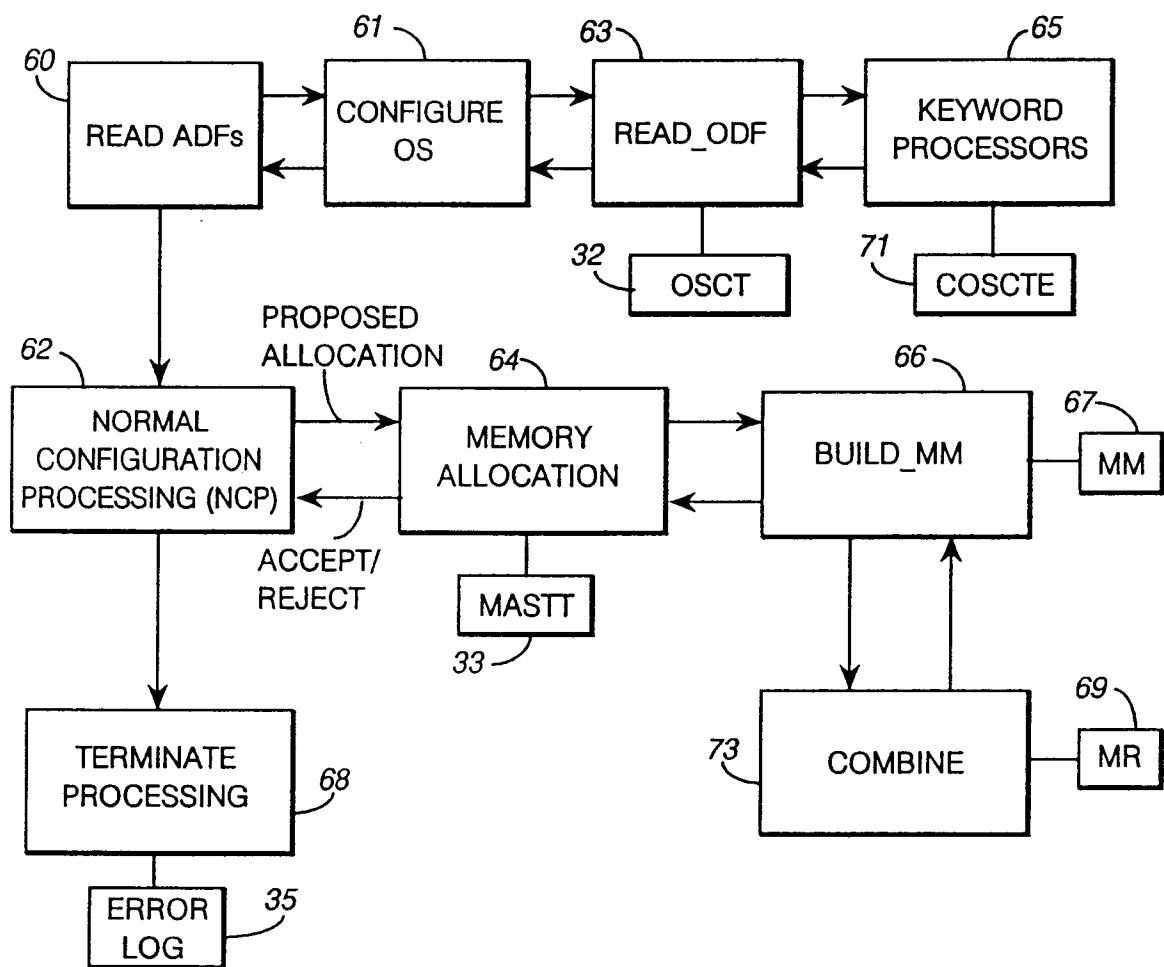 60
READ ADFs
61
CONFIGURE
OS
63
READ_ODF
65
KEYWORD
PROCESSORS
32
OSCT
71
COSCTE
62
NORMAL
CONFIGURATION
PROCESSING (NCP)
PROPOSED
ALLOCATION
ACCEPT/
REJECT
64
MEMORY
ALLOCATION
MASTT
33
66
BUILD_MM
67
MM
73
COMBINE
69
MR
TERMINATE
PROCESSING
68
ERROR
LOG
35